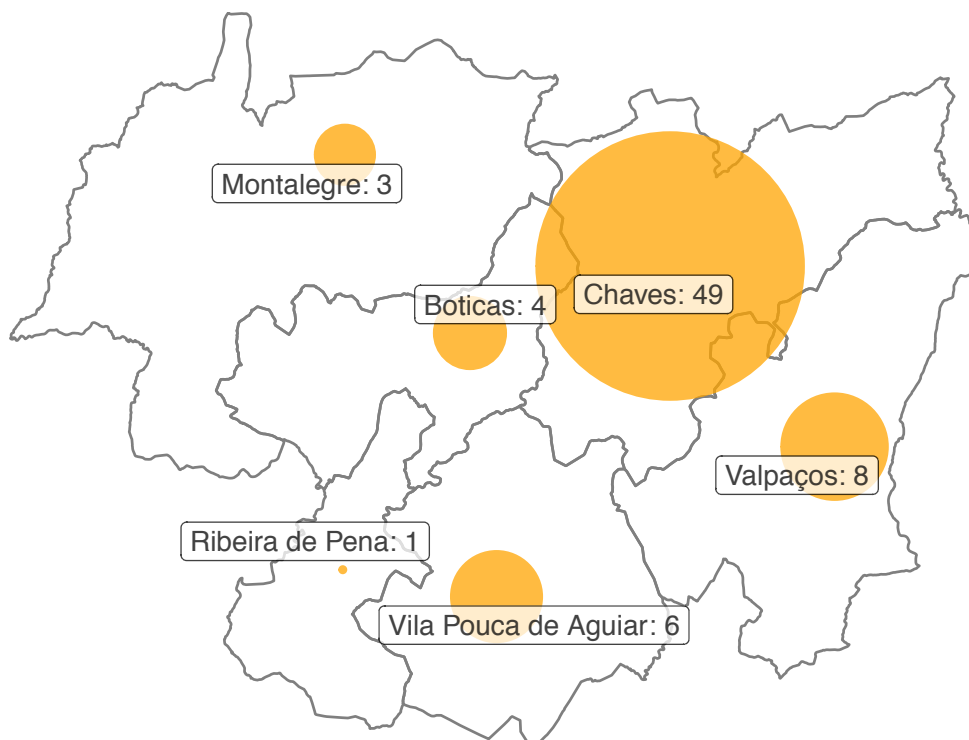 Montalegre: 3
Chaves: 49
Boticas: 4
Valpaços: 8
Ribeira de Pena: 1
Vila Pouca de Aguiar: 6